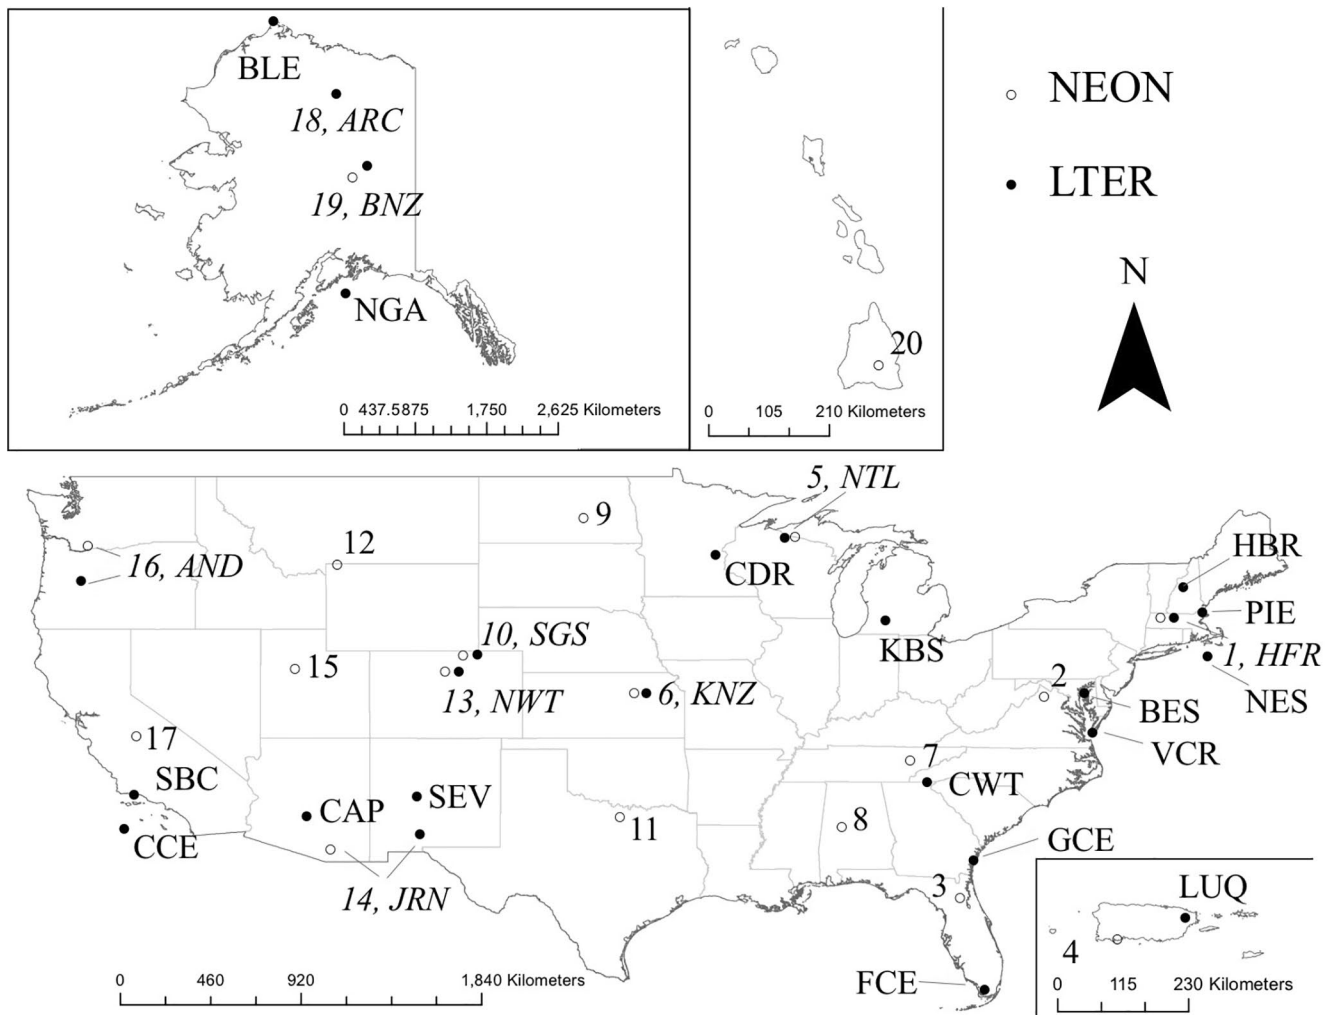 BLE
18, ARC
19, BNZ
NGA
0 437.5875 1,750 2,625 Kilometers
20
0 105 210 Kilometers
NEON
LTER
N
5, NTL
9
12
16, AND
CDR
HBR
PIE
10, SGS
KBS
1, HFR
15
13, NWT
6, KNZ
2
NES
BES
17
VCR
7
SBC
SEV
CWT
CAP
8
11
CCE
GCE
14, JRN
3
LUQ
4
FCE
0 460 920 1,840 Kilometers
0 115 230 Kilometers